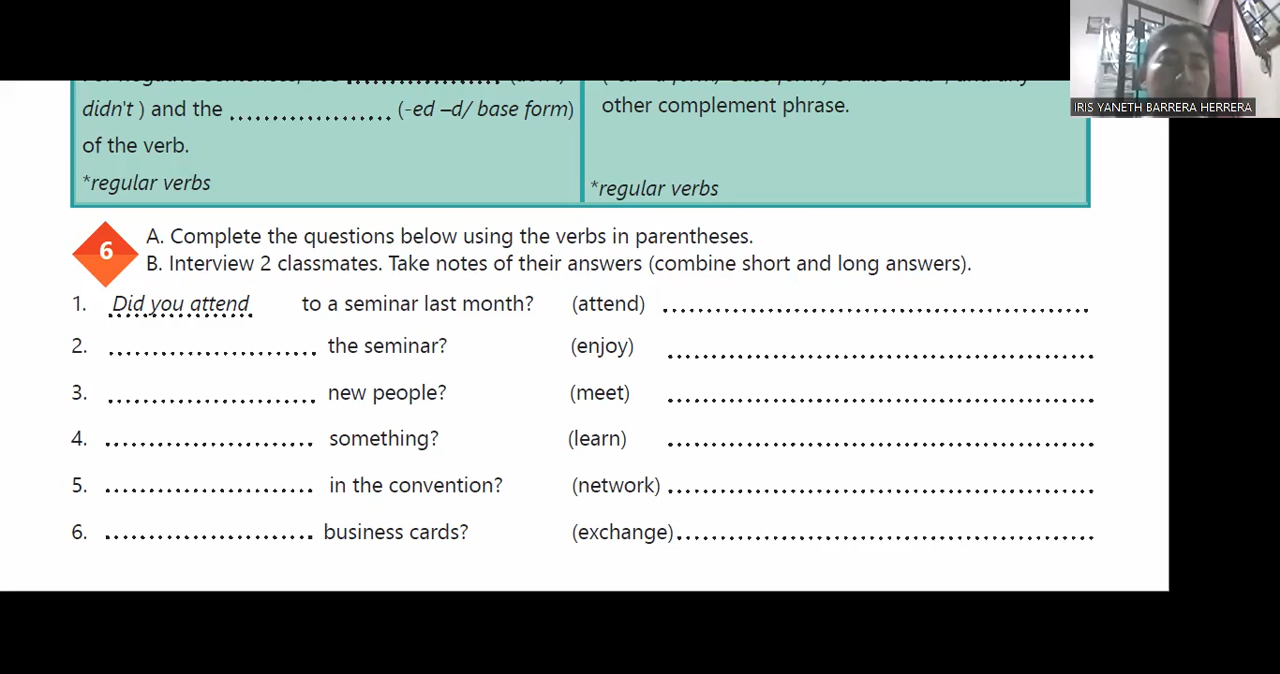 didn't ) and the .................... (-ed –d/ base form)
of the verb.
*regular verbs
other complement phrase.
*regular verbs
IRIS YANETH BARRERA HERRERA
6
A. Complete the questions below using the verbs in parentheses.
B. Interview 2 classmates. Take notes of their answers (combine short and long answers).
1. Did you attend to a seminar last month? (attend) ....................
2. .................... the seminar? (enjoy) ....................
3. .................... new people? (meet) ....................
4. .................... something? (learn) ....................
5. .................... in the convention? (network) ....................
6. .................... business cards? (exchange)....................